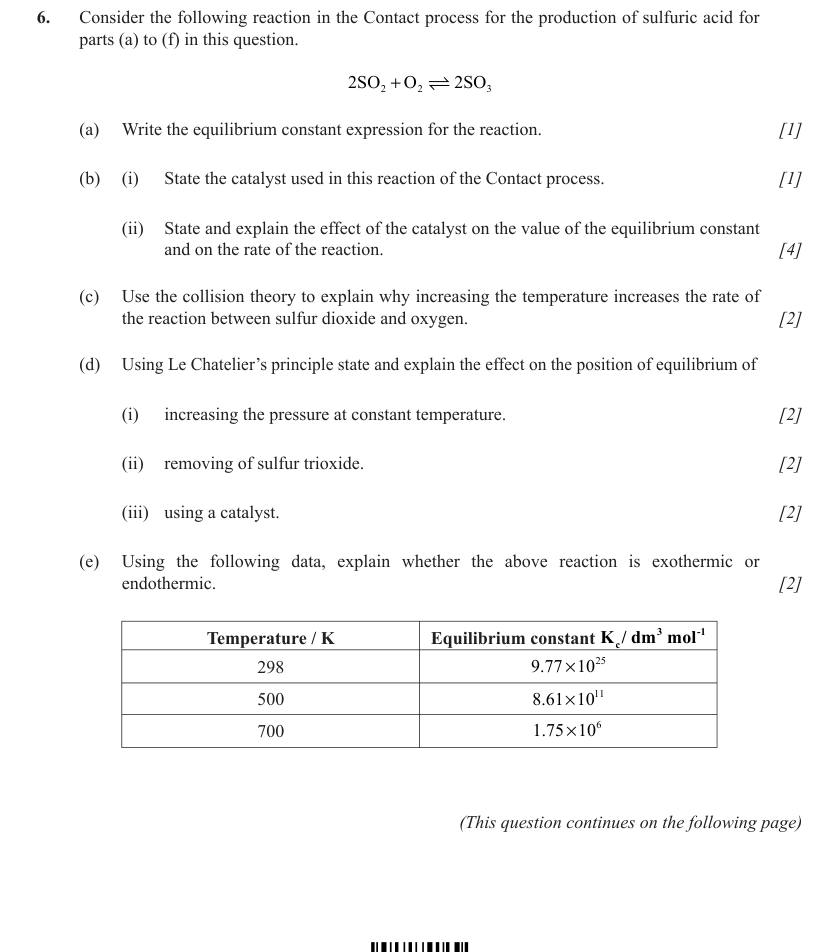 6. Consider the following reaction in the Contact process for the production of sulfuric acid for
parts (a) to (f) in this question.
2SO₂ + O₂ ⇌ 2SO₃
(a) Write the equilibrium constant expression for the reaction. [1]
(b) (i) State the catalyst used in this reaction of the Contact process. [1]
(ii) State and explain the effect of the catalyst on the value of the equilibrium constant
and on the rate of the reaction. [4]
(c) Use the collision theory to explain why increasing the temperature increases the rate of
the reaction between sulfur dioxide and oxygen. [2]
(d) Using Le Chatelier’s principle state and explain the effect on the position of equilibrium of
(i) increasing the pressure at constant temperature. [2]
(ii) removing of sulfur trioxide. [2]
(iii) using a catalyst. [2]
(e) Using the following data, explain whether the above reaction is exothermic or
endothermic. [2]
Temperature / K Equilibrium constant K꜀/ dm³ mol⁻¹
298 9.77×10²⁵
500 8.61×10¹¹
700 1.75×10⁶
(This question continues on the following page)